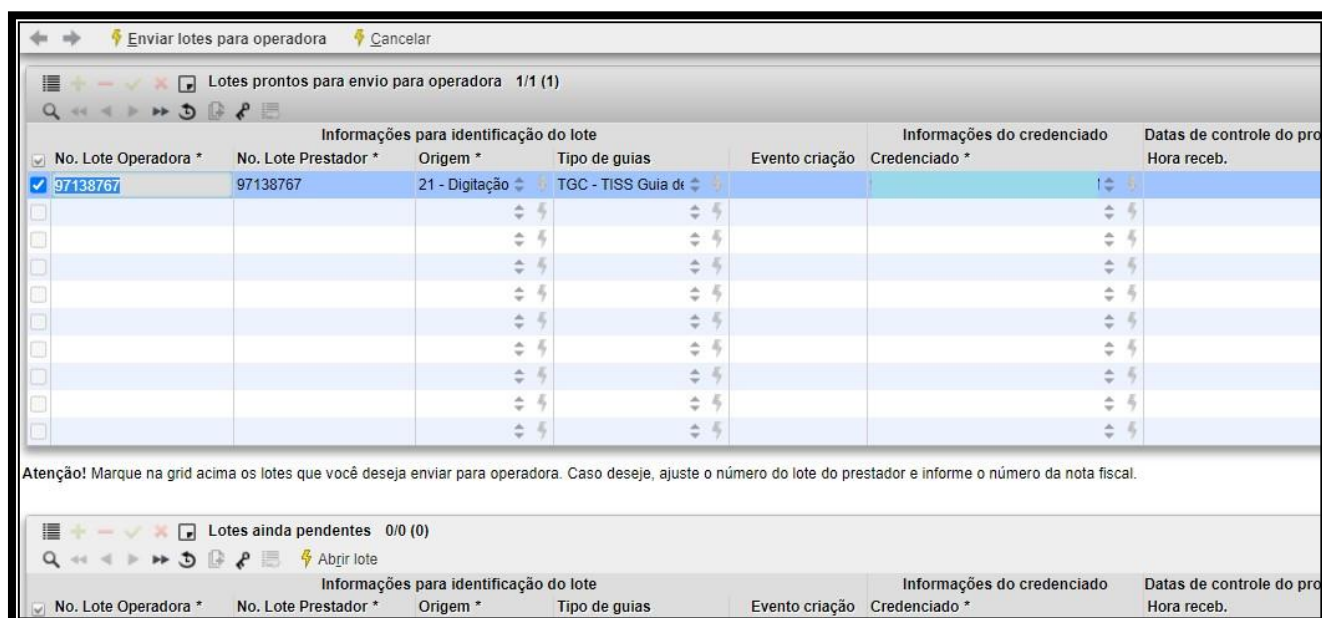 Enviar lotes para operadora Cancelar
Lotes prontos para envio para operadora 1/1 (1)
Informações para identificação do lote Informações do credenciado Datas de controle do pro
No. Lote Operadora * No. Lote Prestador * Origem * Tipo de guias Evento criação Credenciado * Hora receb.
97138767 97138767 21 - Digitação TGC - TISS Guia de
Atenção! Marque na grid acima os lotes que você deseja enviar para operadora. Caso deseje, ajuste o número do lote do prestador e informe o número da nota fiscal.
Lotes ainda pendentes 0/0 (0)
Abrir lote
Informações para identificação do lote Informações do credenciado Datas de controle do pro
No. Lote Operadora * No. Lote Prestador * Origem * Tipo de guias Evento criação Credenciado * Hora receb.